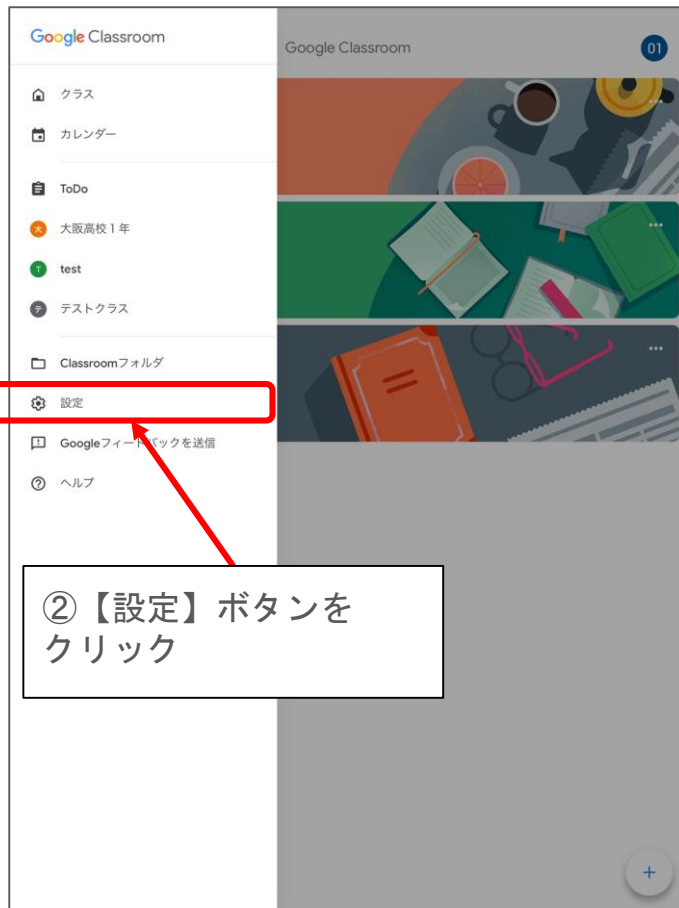 Google Classroom
Google Classroom
01
クラス
カレンダー
ToDo
大 大阪高校1年
T test
テ テストクラス
Classroomフォルダ
設定
Googleフィードバックを送信
ヘルプ
②【設定】ボタンを
クリック